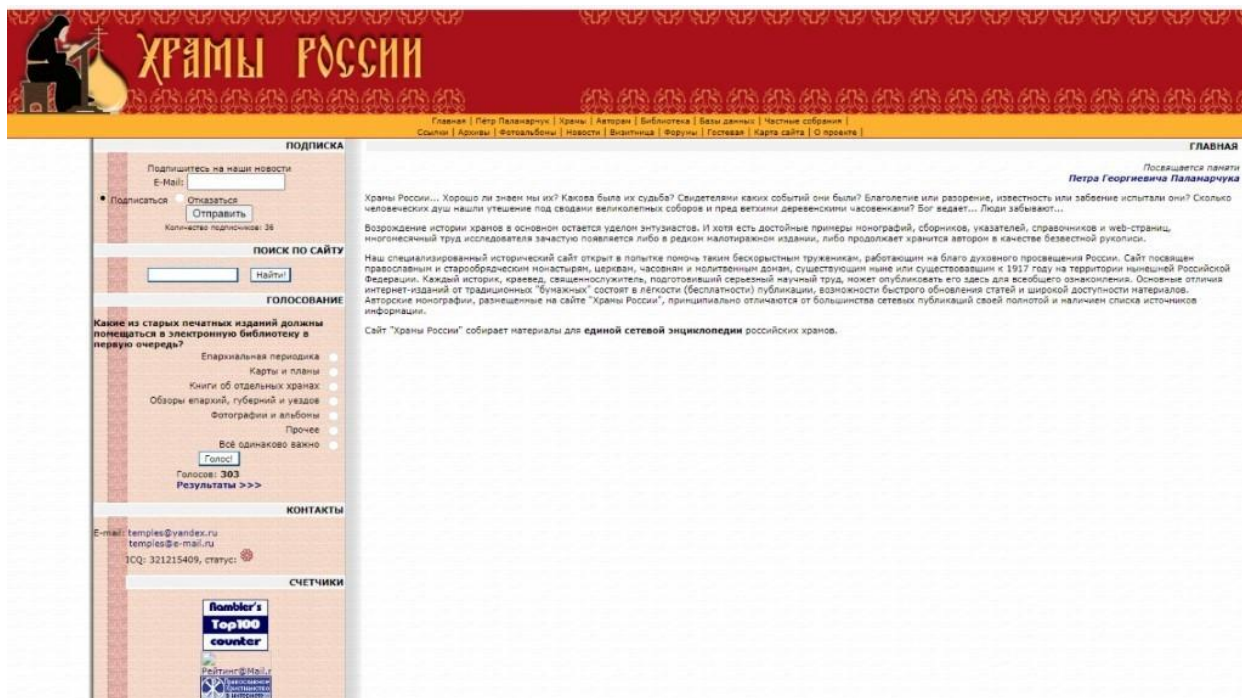 ХРАМЫ РОССИИ
Главная | Пётр Паламарчук | Храмы | Авторам | Библиотека | Базы данных | Частные собрания |
Ссылки | Архивы | Фотоальбомы | Новости | Визитница | Форумы | Гостевая | Карта сайта | О проекте |
ПОДПИСКА
Подпишитесь на наши новости
E-Mail:
Подписаться Отказаться
Отправить
Количество подписчиков: 36
ПОИСК ПО САЙТУ
Найти!
ГОЛОСОВАНИЕ
Какие из старых печатных изданий должны
помещаться в электронную библиотеку в
первую очередь?
Епархиальная периодика
Карты и планы
Книги об отдельных храмах
Обзоры епархий, губерний и уездов
Фотографии и альбомы
Прочее
Всё одинаково важно
Голос!
Голосов: 303
Результаты >>>
КОНТАКТЫ
E-mail: temples@yandex.ru
temples@e-mail.ru
ICQ: 321215409, статус:
СЧЕТЧИКИ
Rambler's
Top100
counter
Рейтинг@Mail.r
ПРАВОСЛАВНОЕ
ХРИСТИАНСТВО
ГЛАВНАЯ
Посвящается памяти
Петра Георгиевича Паламарчука
Храмы России... Хорошо ли знаем мы их? Какова была их судьба? Свидетелями каких событий они были? Благолепие или разорение, известность или забвение испытали они? Сколько
человеческих душ нашли утешение под сводами великолепных соборов и пред ветхими деревенскими часовенками? Бог ведает... Люди забывают...
Возрождение истории храмов в основном остается уделом энтузиастов. И хотя есть достойные примеры монографий, сборников, указателей, справочников и web-страниц,
многомесячный труд исследователя зачастую появляется либо в редком малотиражном издании, либо продолжает хранится автором в качестве безвестной рукописи.
Наш специализированный исторический сайт открыт в попытке помочь таким бескорыстным труженикам, работающим на благо духовного просвещения России. Сайт посвящен
православным и старообрядческим монастырям, церквам, часовням и молитвенным домам, существующим ныне или существовавшим к 1917 году на территории нынешней Российской
Федерации. Каждый историк, краевед, священнослужитель, подготовивший серьезный научный труд, может опубликовать его здесь для всеобщего ознакомления. Основные отличия
интернет-изданий от традиционных "бумажных" состоят в лёгкости (бесплатности) публикации, возможности быстрого обновления статей и широкой доступности материалов.
Авторские монографии, размещенные на сайте "Храмы России", принципиально отличаются от большинства сетевых публикаций своей полнотой и наличием списка источников
информации.
Сайт "Храмы России" собирает материалы для единой сетевой энциклопедии российских храмов.